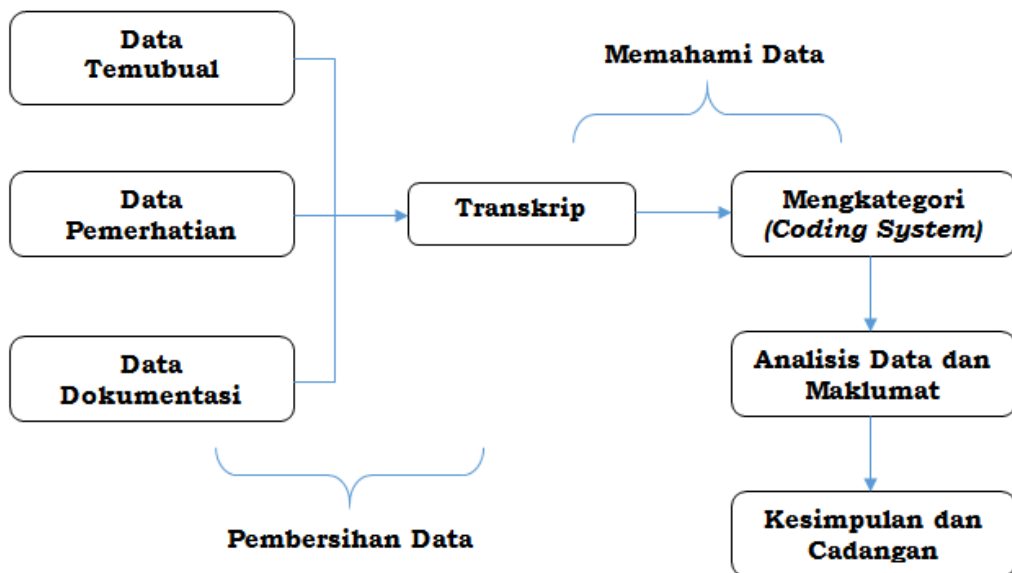 Data
Temubual
Memahami Data
Data
Pemerhatian
Transkrip
Mengkategori
(Coding System)
Data
Dokumentasi
Analisis Data dan
Maklumat
Pembersihan Data
Kesimpulan dan
Cadangan